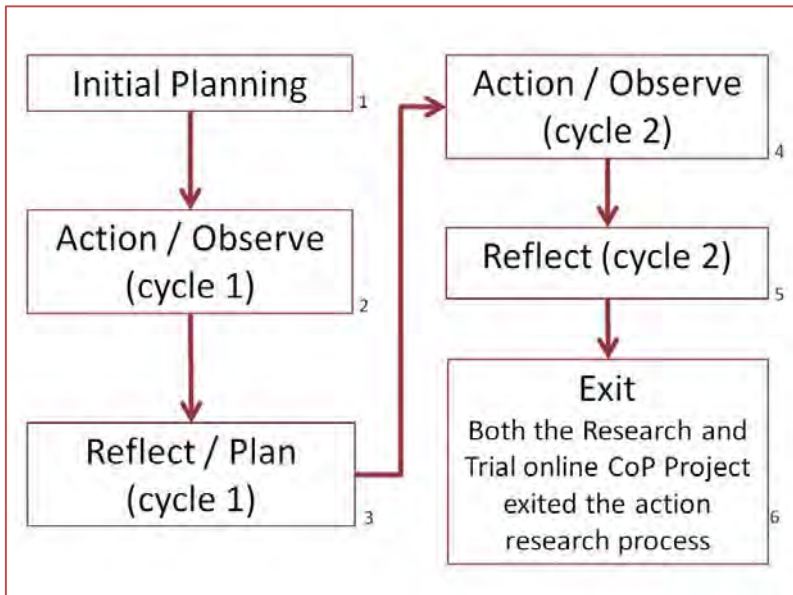 Initial Planning
1
Action / Observe
(cycle 1)
2
Reflect / Plan
(cycle 1)
3
Action / Observe
(cycle 2)
4
Reflect (cycle 2)
5
Exit
Both the Research and
Trial online CoP Project
exited the action
research process
6